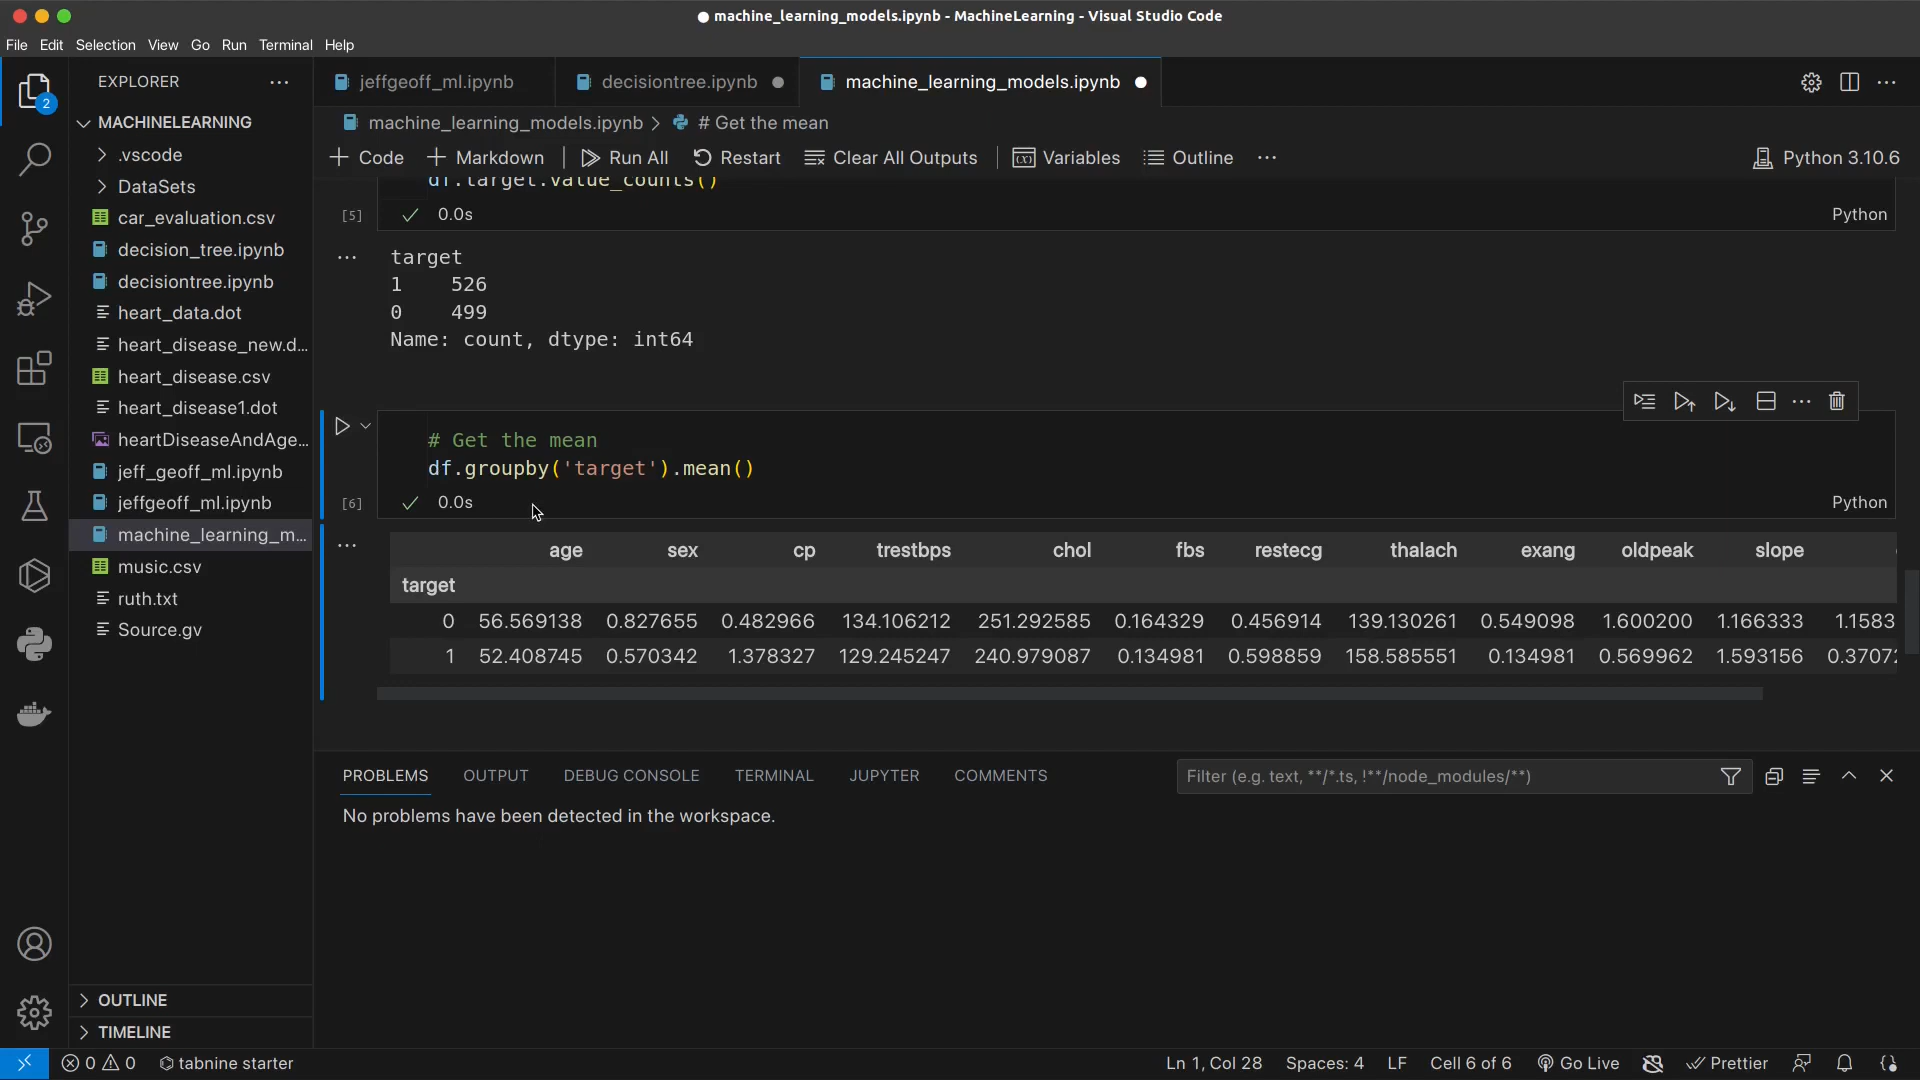 machine_learning_models.ipynb - MachineLearning - Visual Studio Code
File Edit Selection View Go Run Terminal Help
2
EXPLORER
MACHINELEARNING
.vscode
DataSets
car_evaluation.csv
decision_tree.ipynb
decisiontree.ipynb
heart_data.dot
heart_disease_new.d...
heart_disease.csv
heart_disease1.dot
heartDiseaseAndAge...
jeff_geoff_ml.ipynb
jeffgeoff_ml.ipynb
machine_learning_m...
music.csv
ruth.txt
Source.gv
OUTLINE
TIMELINE
jeffgeoff_ml.ipynb decisiontree.ipynb machine_learning_models.ipynb
machine_learning_models.ipynb > # Get the mean
+ Code + Markdown Run All Restart Clear All Outputs Variables Outline ... Python 3.10.6
df.target.value_counts()
[5] 0.0s Python
target
1 526
0 499
Name: count, dtype: int64
# Get the mean
df.groupby('target').mean()
[6] 0.0s Python
age sex cp trestbps chol fbs restecg thalach exang oldpeak slope
target
0 56.569138 0.827655 0.482966 134.106212 251.292585 0.164329 0.456914 139.130261 0.549098 1.600200 1.166333 1.1583
1 52.408745 0.570342 1.378327 129.245247 240.979087 0.134981 0.598859 158.585551 0.134981 0.569962 1.593156 0.3707
PROBLEMS OUTPUT DEBUG CONSOLE TERMINAL JUPYTER COMMENTS Filter (e.g. text, **/*.ts, !**/node_modules/**)
No problems have been detected in the workspace.
0 0 tabnine starter Ln 1, Col 28 Spaces: 4 LF Cell 6 of 6 Go Live Prettier